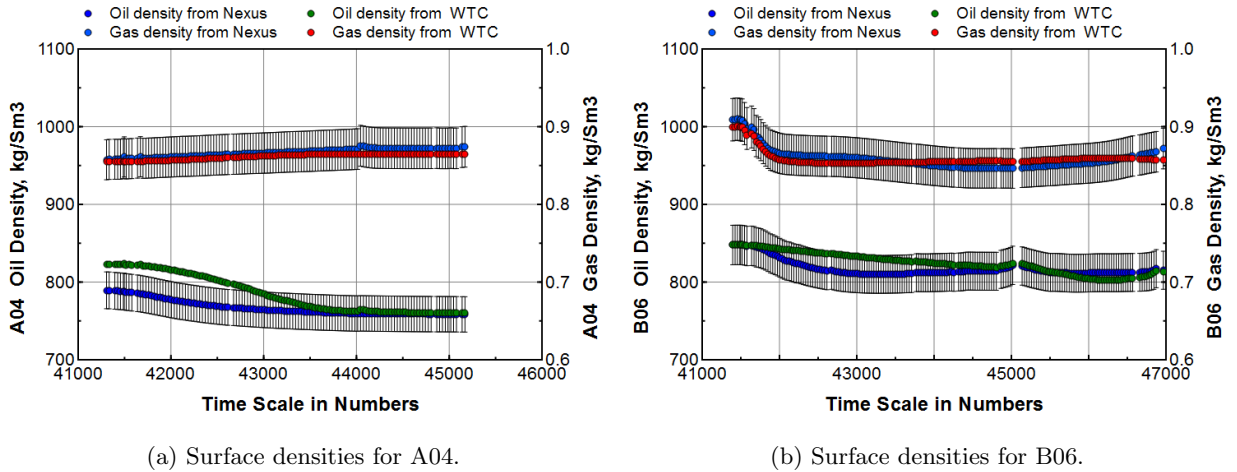 Oil density from Nexus
Oil density from WTC
Gas density from Nexus
Gas density from  WTC
1100
1000
900
800
700
1.0
0.9
0.8
0.7
0.6
A04  Oil Density, kg/Sm3
A04  Gas Density, kg/Sm3
41000
42000
43000
44000
45000
46000
Time Scale in Numbers
(a) Surface densities for A04.
Oil density from Nexus
Oil density from WTC
Gas density from Nexus
Gas density from  WTC
1100
1000
900
800
700
1.0
0.9
0.8
0.7
0.6
B06  Oil Density, kg/Sm3
B06  Gas Density, kg/Sm3
41000
43000
45000
47000
Time Scale in Numbers
(b) Surface densities for B06.